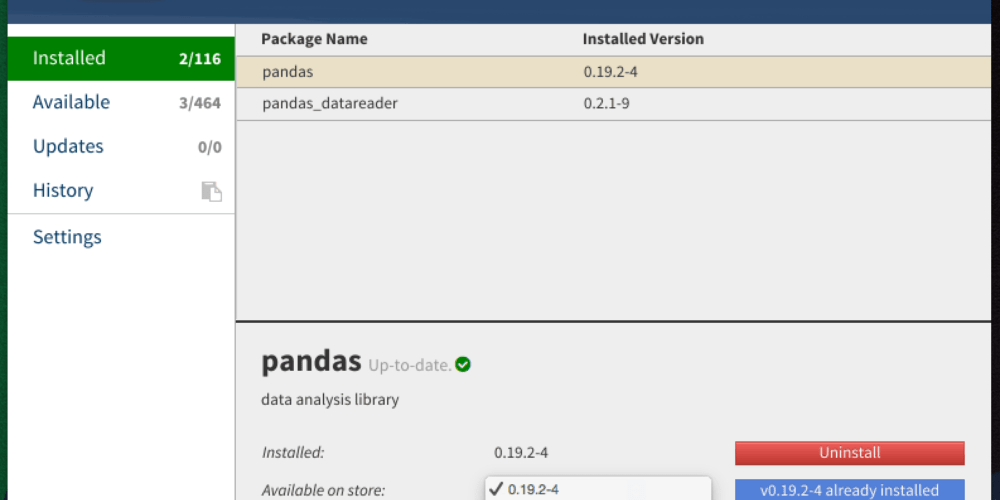 Package Name Installed Version
Installed 2/116
pandas 0.19.2-4
Available 3/464
pandas_datareader 0.2.1-9
Updates 0/0
History
Settings
pandas Up-to-date.
data analysis library
Installed: 0.19.2-4 Uninstall
Available on store: ✓ 0.19.2-4 v0.19.2-4 already installed